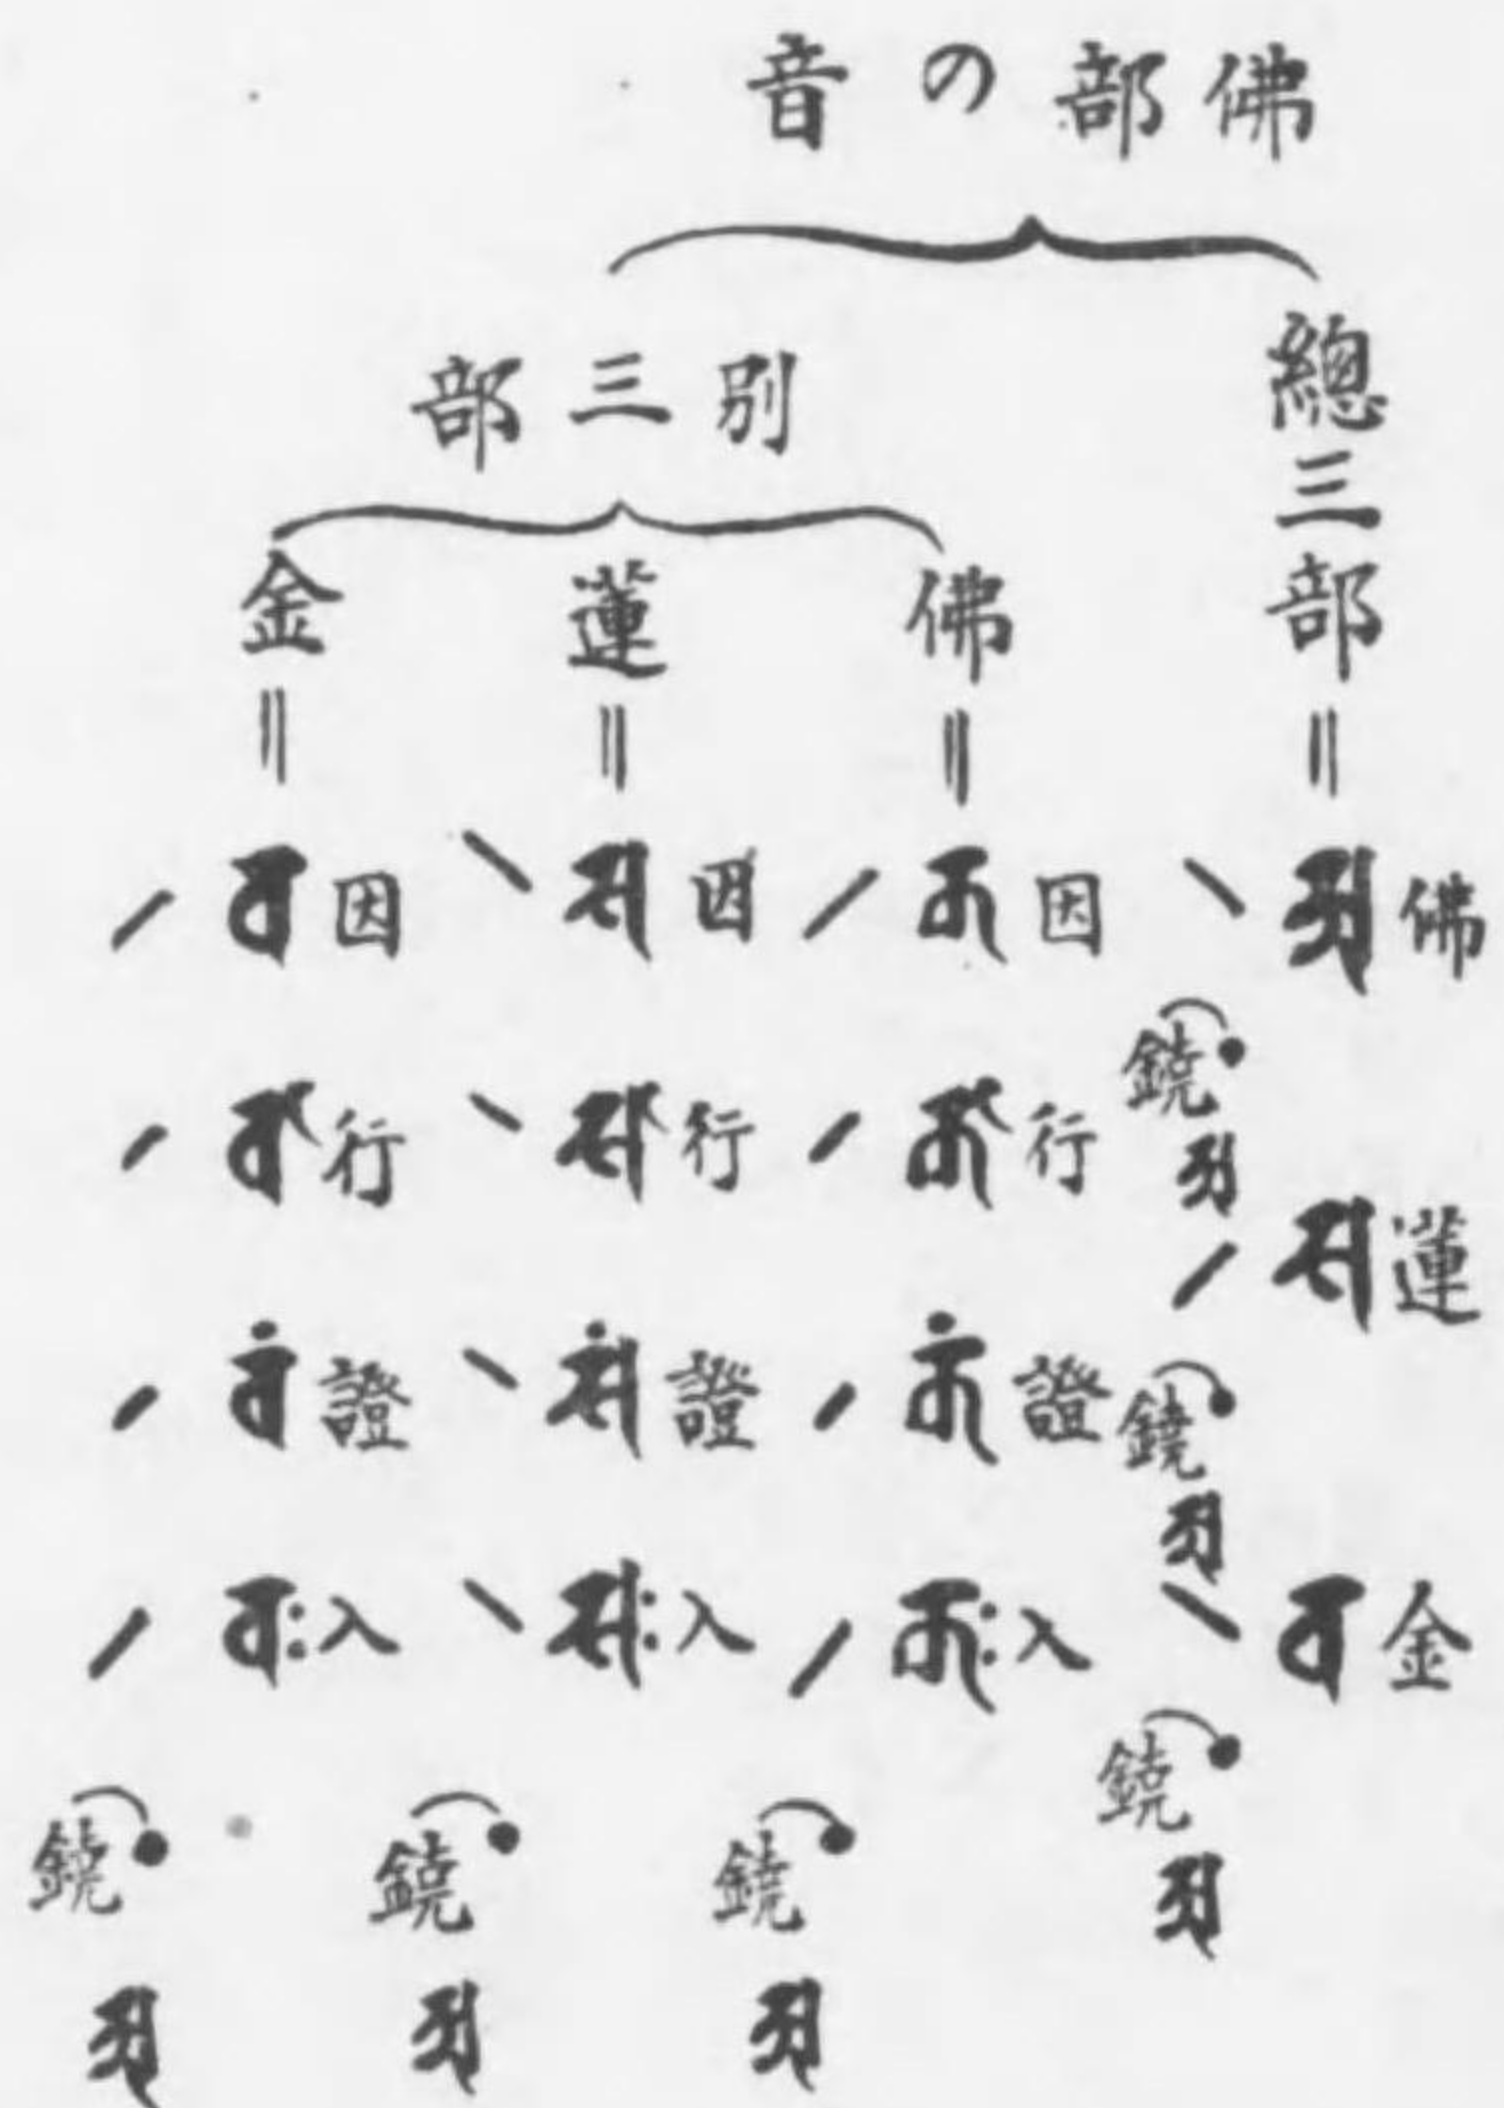 佛部の音
總三部
佛 𑖀
鐃 𑖀
蓮 𑖭
鐃 𑖀
金 𑖪
鐃 𑖀
別三部
佛
因
行
證
入
鐃 𑖀
蓮
因 𑖭
行 𑖭𑖯
證 𑖭𑖽
入 𑖭𑖾
鐃 𑖀
金
因 𑖪
行 𑖪𑖯
證 𑖪𑖽
入 𑖪𑖾
鐃 𑖀